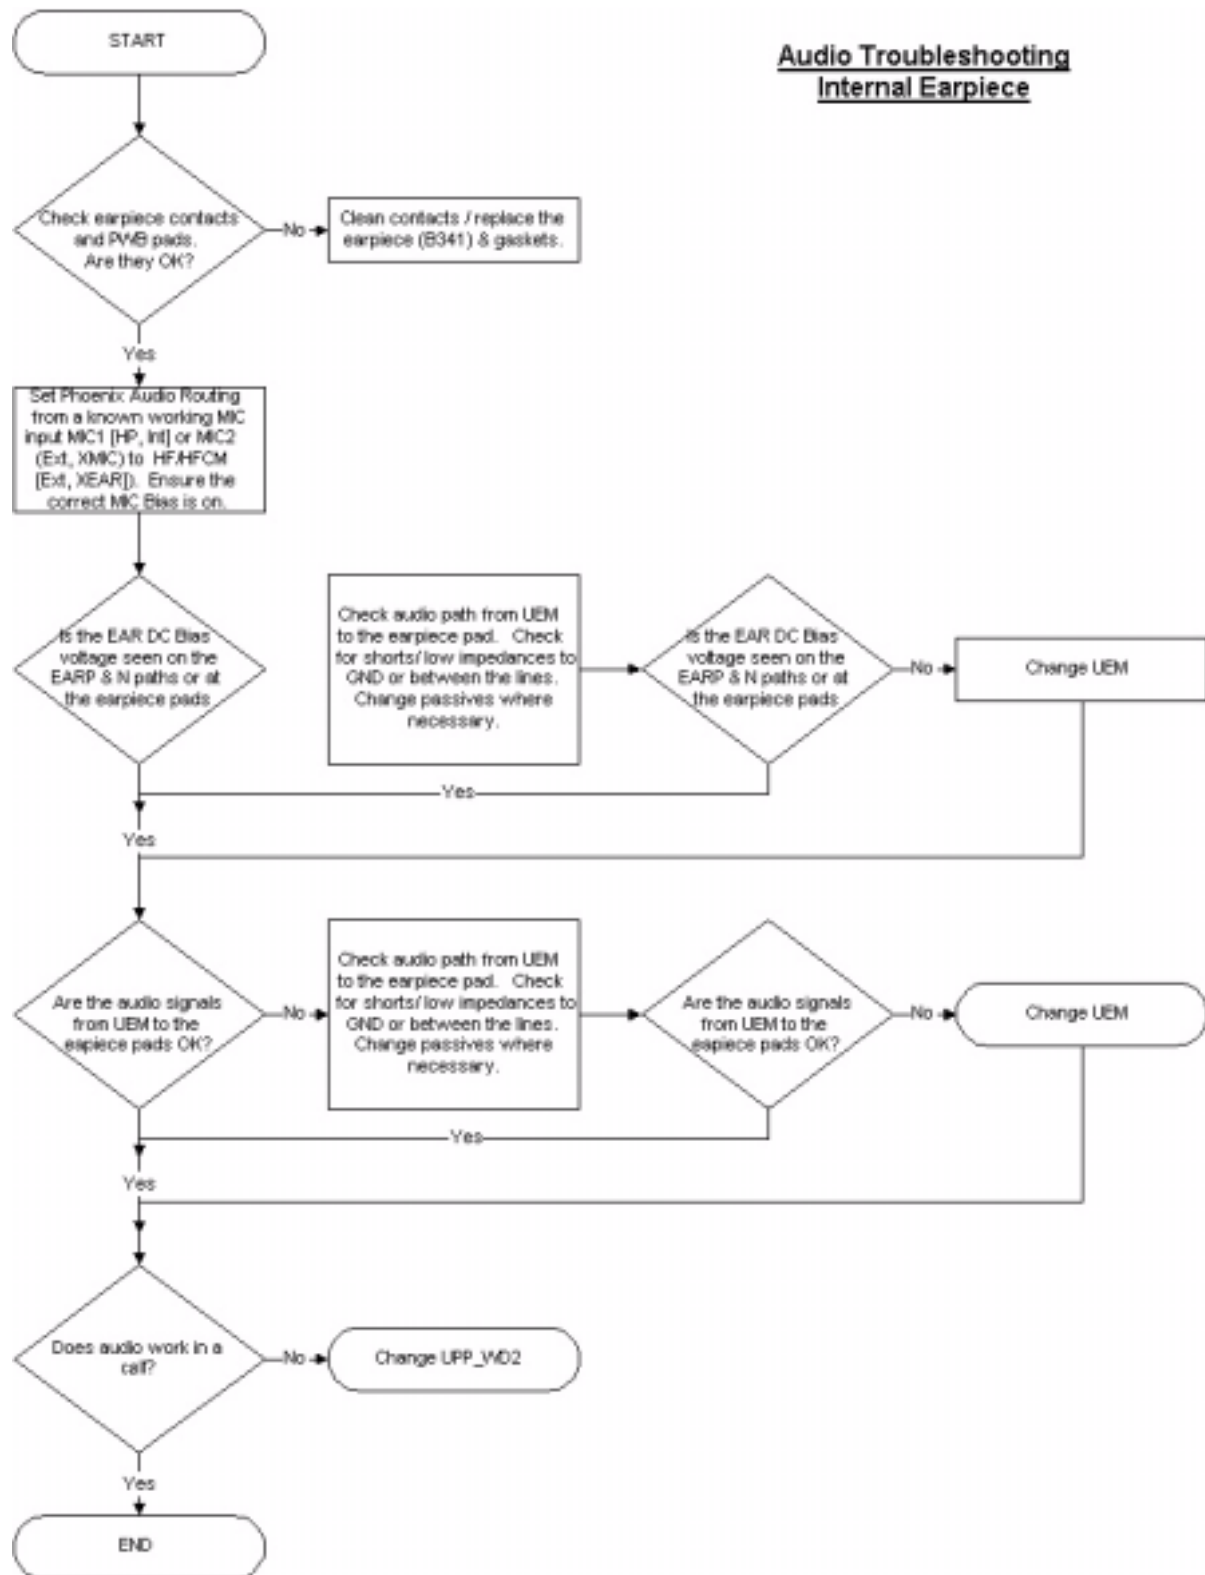 START
Audio Troubleshooting
Internal Earpiece
Check earpiece contacts
and PWB pads.
Are they OK?
No
Clean contacts / replace the
earpiece (B341) & gaskets.
Yes
Set Phoenix Audio Routing
from a known working MIC
input MIC1 [HP, Int] or MIC2
(Ext, XMIC) to HF/HFCM
[Ext, XEAR]). Ensure the
correct MIC Bias is on.
Is the EAR DC Bias
voltage seen on the
EARP & N paths or at
the earpiece pads
Check audio path from UEM
to the earpiece pad. Check
for shorts/ low impedances to
GND or between the lines.
Change passives where
necessary.
Is the EAR DC Bias
voltage seen on the
EARP & N paths or at
the earpiece pads
No
Change UEM
Yes
Yes
Are the audio signals
from UEM to the
eapiece pads OK?
No
Check audio path from UEM
to the earpiece pad. Check
for shorts/ low impedances to
GND or between the lines.
Change passives where
necessary.
Are the audio signals
from UEM to the
eapiece pads OK?
No
Change UEM
Yes
Yes
Does audio work in a
call?
No
Change UPP_WD2
Yes
END